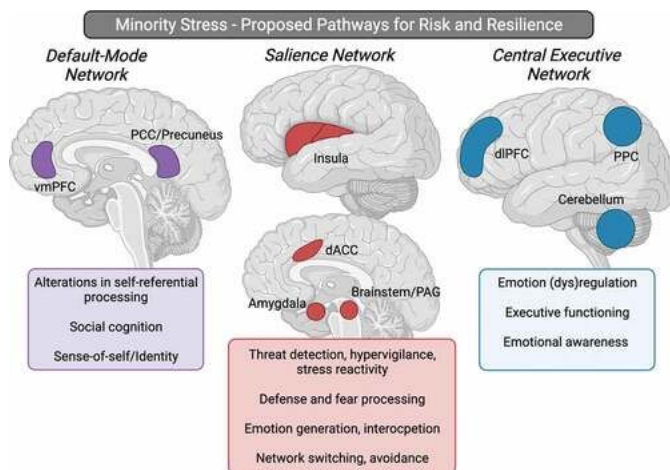 Minority Stress - Proposed Pathways for Risk and Resilience
Default-Mode
Network
PCC/Precuneus
vmPFC
Alterations in self-referential
processing
Social cognition
Sense-of-self/Identity
Salience Network
Insula
dACC
Amygdala
Brainstem/PAG
Threat detection, hypervigilance,
stress reactivity
Defense and fear processing
Emotion generation, interocpetion
Network switching, avoidance
Central Executive
Network
dlPFC
PPC
Cerebellum
Emotion (dys)regulation
Executive functioning
Emotional awareness